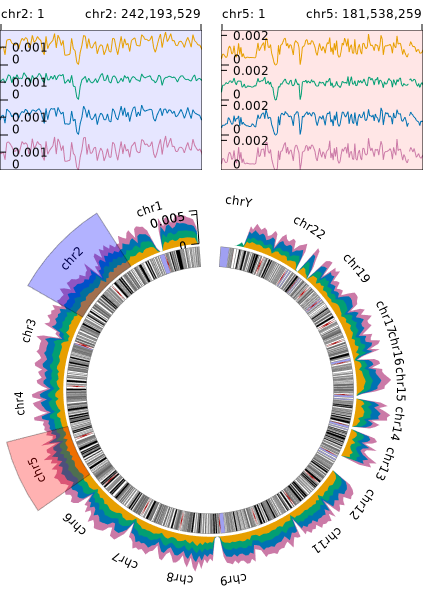 chr2: 1 chr2: 242,193,529 chr5: 1 chr5: 181,538,259
0.001 0.002
0 0
0.001 0.002
0 0
0.001 0.002
0 0
0.001 0.002
0 0
chr1
0.005
0
chrY
chr22
chr2
chr19
chr3
chr17
chr16
chr15
chr4
chr14
chr5
chr13
chr6
chr12
chr7
chr11
chr8
chr9